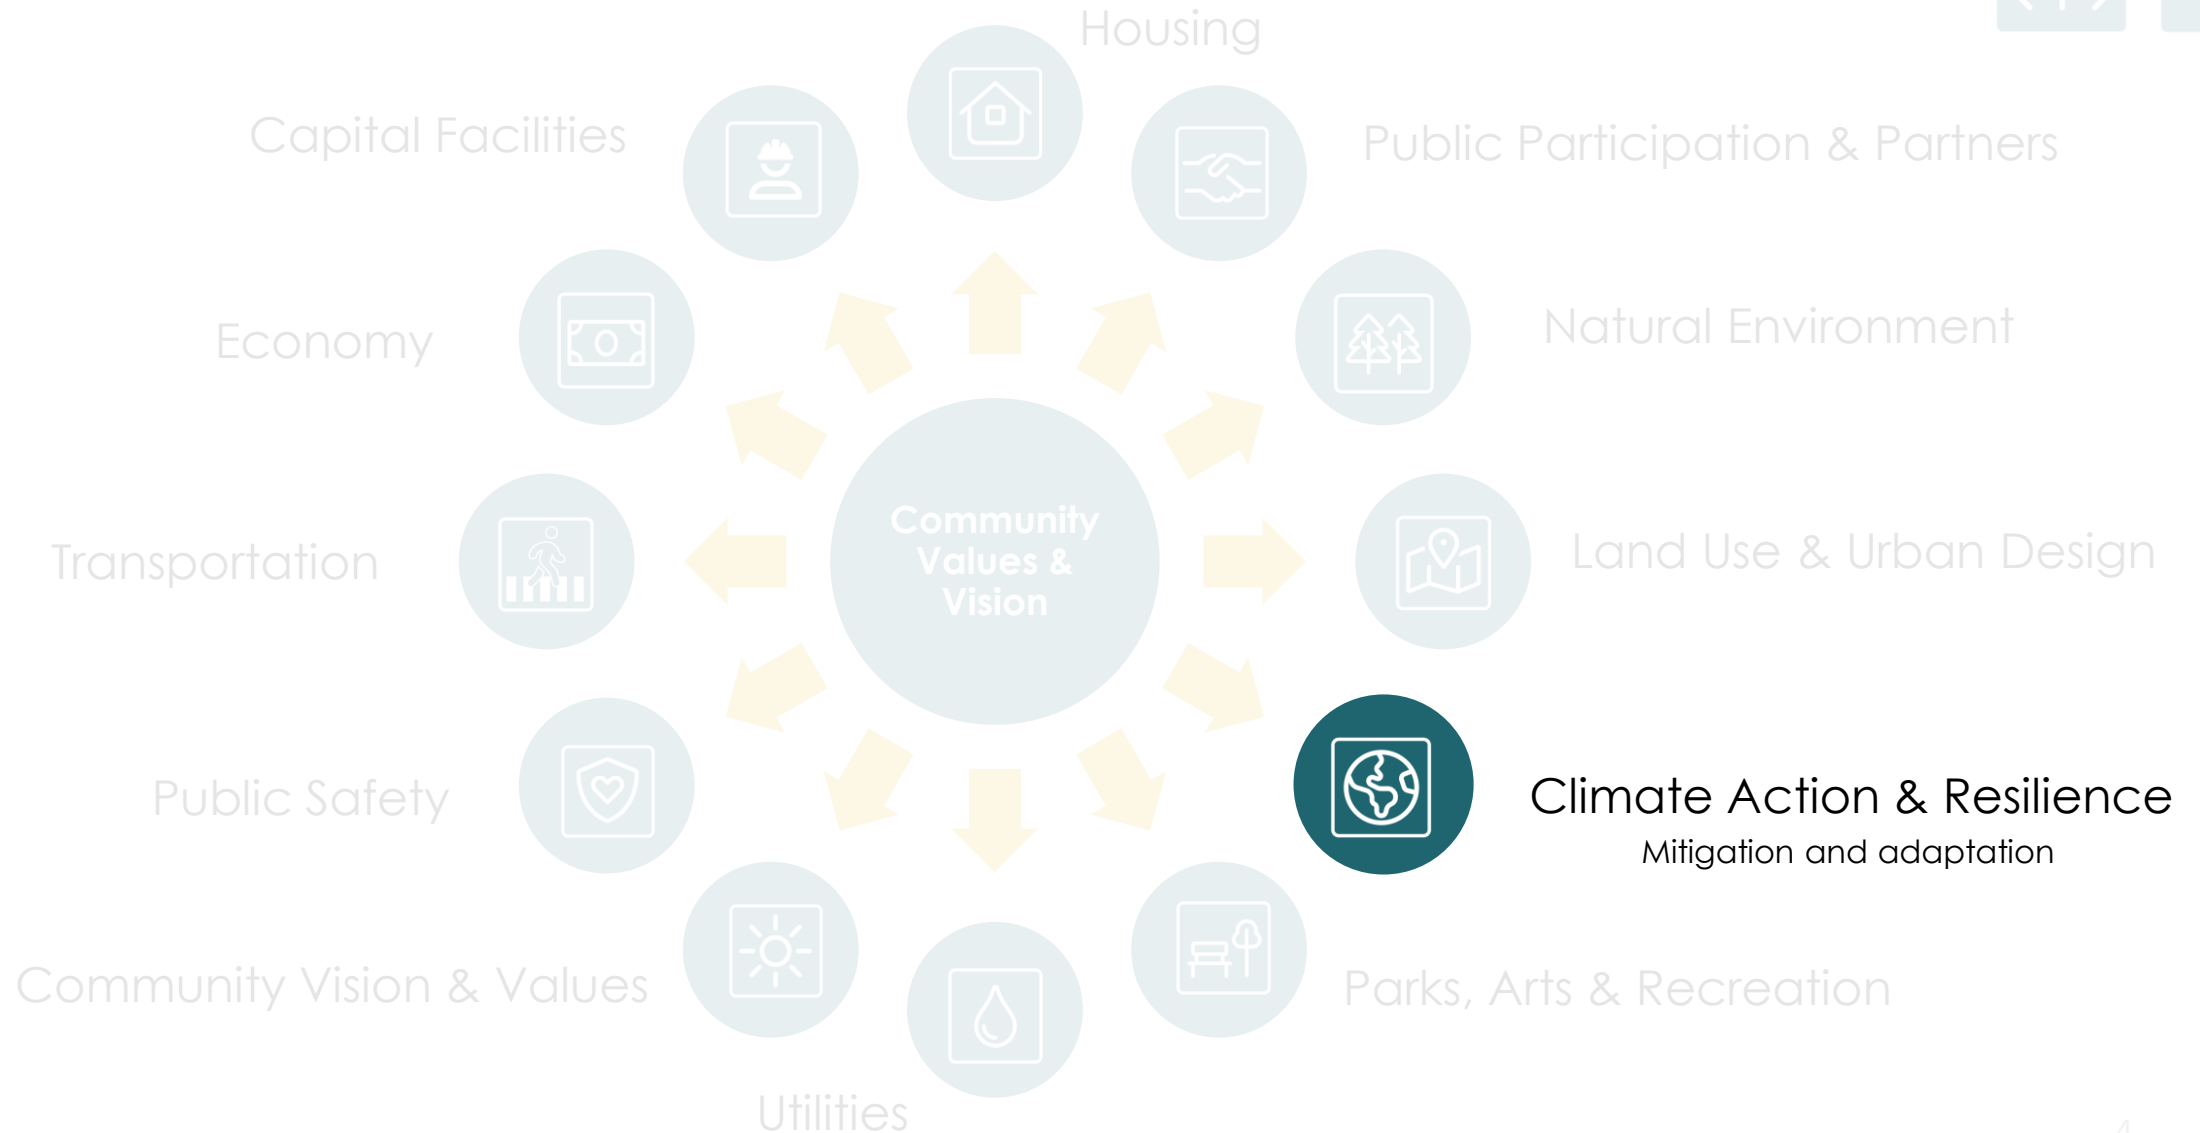 Housing
Capital Facilities
Public Participation & Partners
Economy
Natural Environment
Community
Values &
Vision
Transportation
Land Use & Urban Design
Public Safety
Climate Action & Resilience
Mitigation and adaptation
Community Vision & Values
Parks, Arts & Recreation
Utilities
4